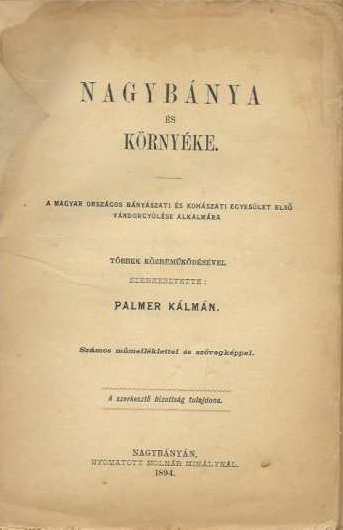 NAGYBÁNYA
ÉS
KÖRNYÉKE.
A MAGYAR ORSZÁGOS BÁNYÁSZATI ÉS KOHÁSZATI EGYESÜLET ELSŐ
VÁNDORGYÜLÉSE ALKALMÁRA
TÖBBEK KÖZREMŰKÖDÉSÉVEL
SZERKESZTETTE:
PALMER KÁLMÁN.
Számos műmelléklettel és szövegképpel.
A szerkesztő bizottság tulajdona.
NAGYBÁNYÁN,
NYOMATOTT MOLNÁR MIHÁLYNÁL.
1894.